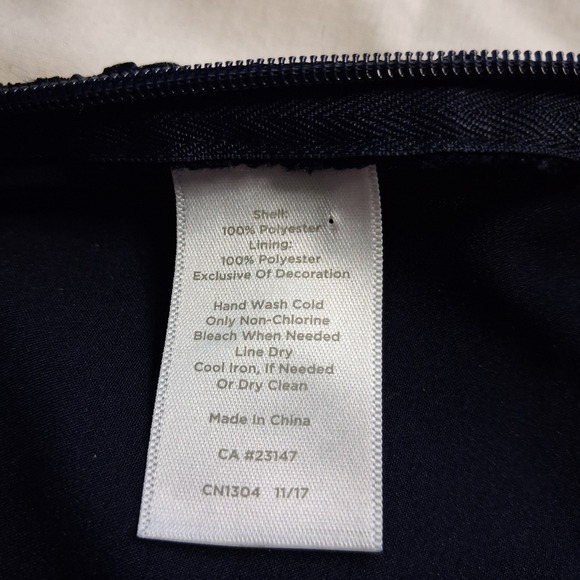 Shell:
100% Polyester
Lining:
100% Polyester
Exclusive Of Decoration
Hand Wash Cold
Only Non-Chlorine
Bleach When Needed
Line Dry
Cool Iron, If Needed
Or Dry Clean
Made In China
CA #23147
CN1304 11/17